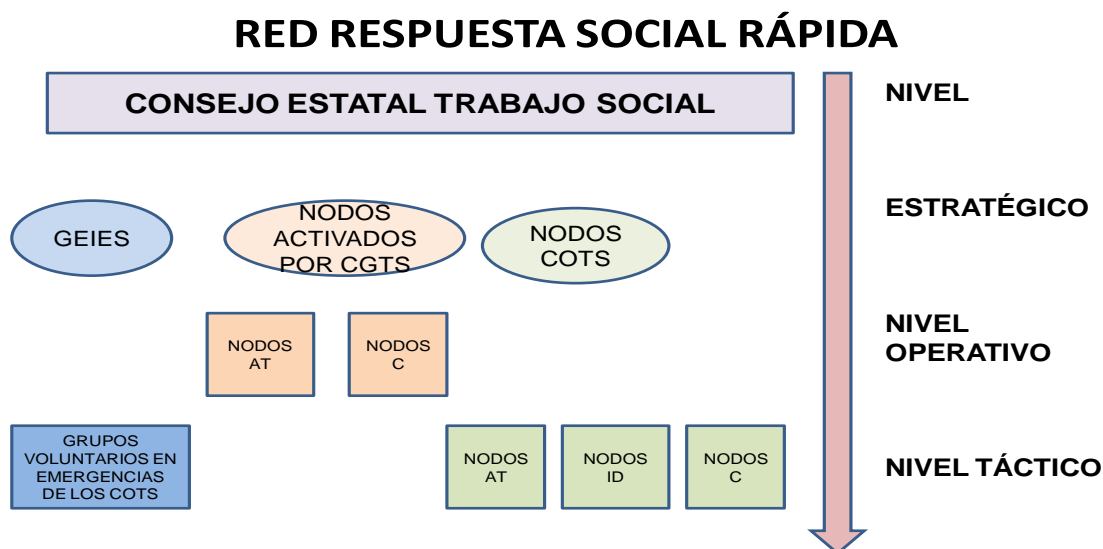 RED RESPUESTA SOCIAL RÁPIDA
CONSEJO ESTATAL TRABAJO SOCIAL
NIVEL
ESTRATÉGICO
GEIES
NODOS
ACTIVADOS
POR CGTS
NODOS
COTS
NIVEL
OPERATIVO
NODOS
AT
NODOS
C
GRUPOS
VOLUNTARIOS EN
EMERGENCIAS
DE LOS COTS
NODOS
AT
NODOS
ID
NODOS
C
NIVEL TÁCTICO